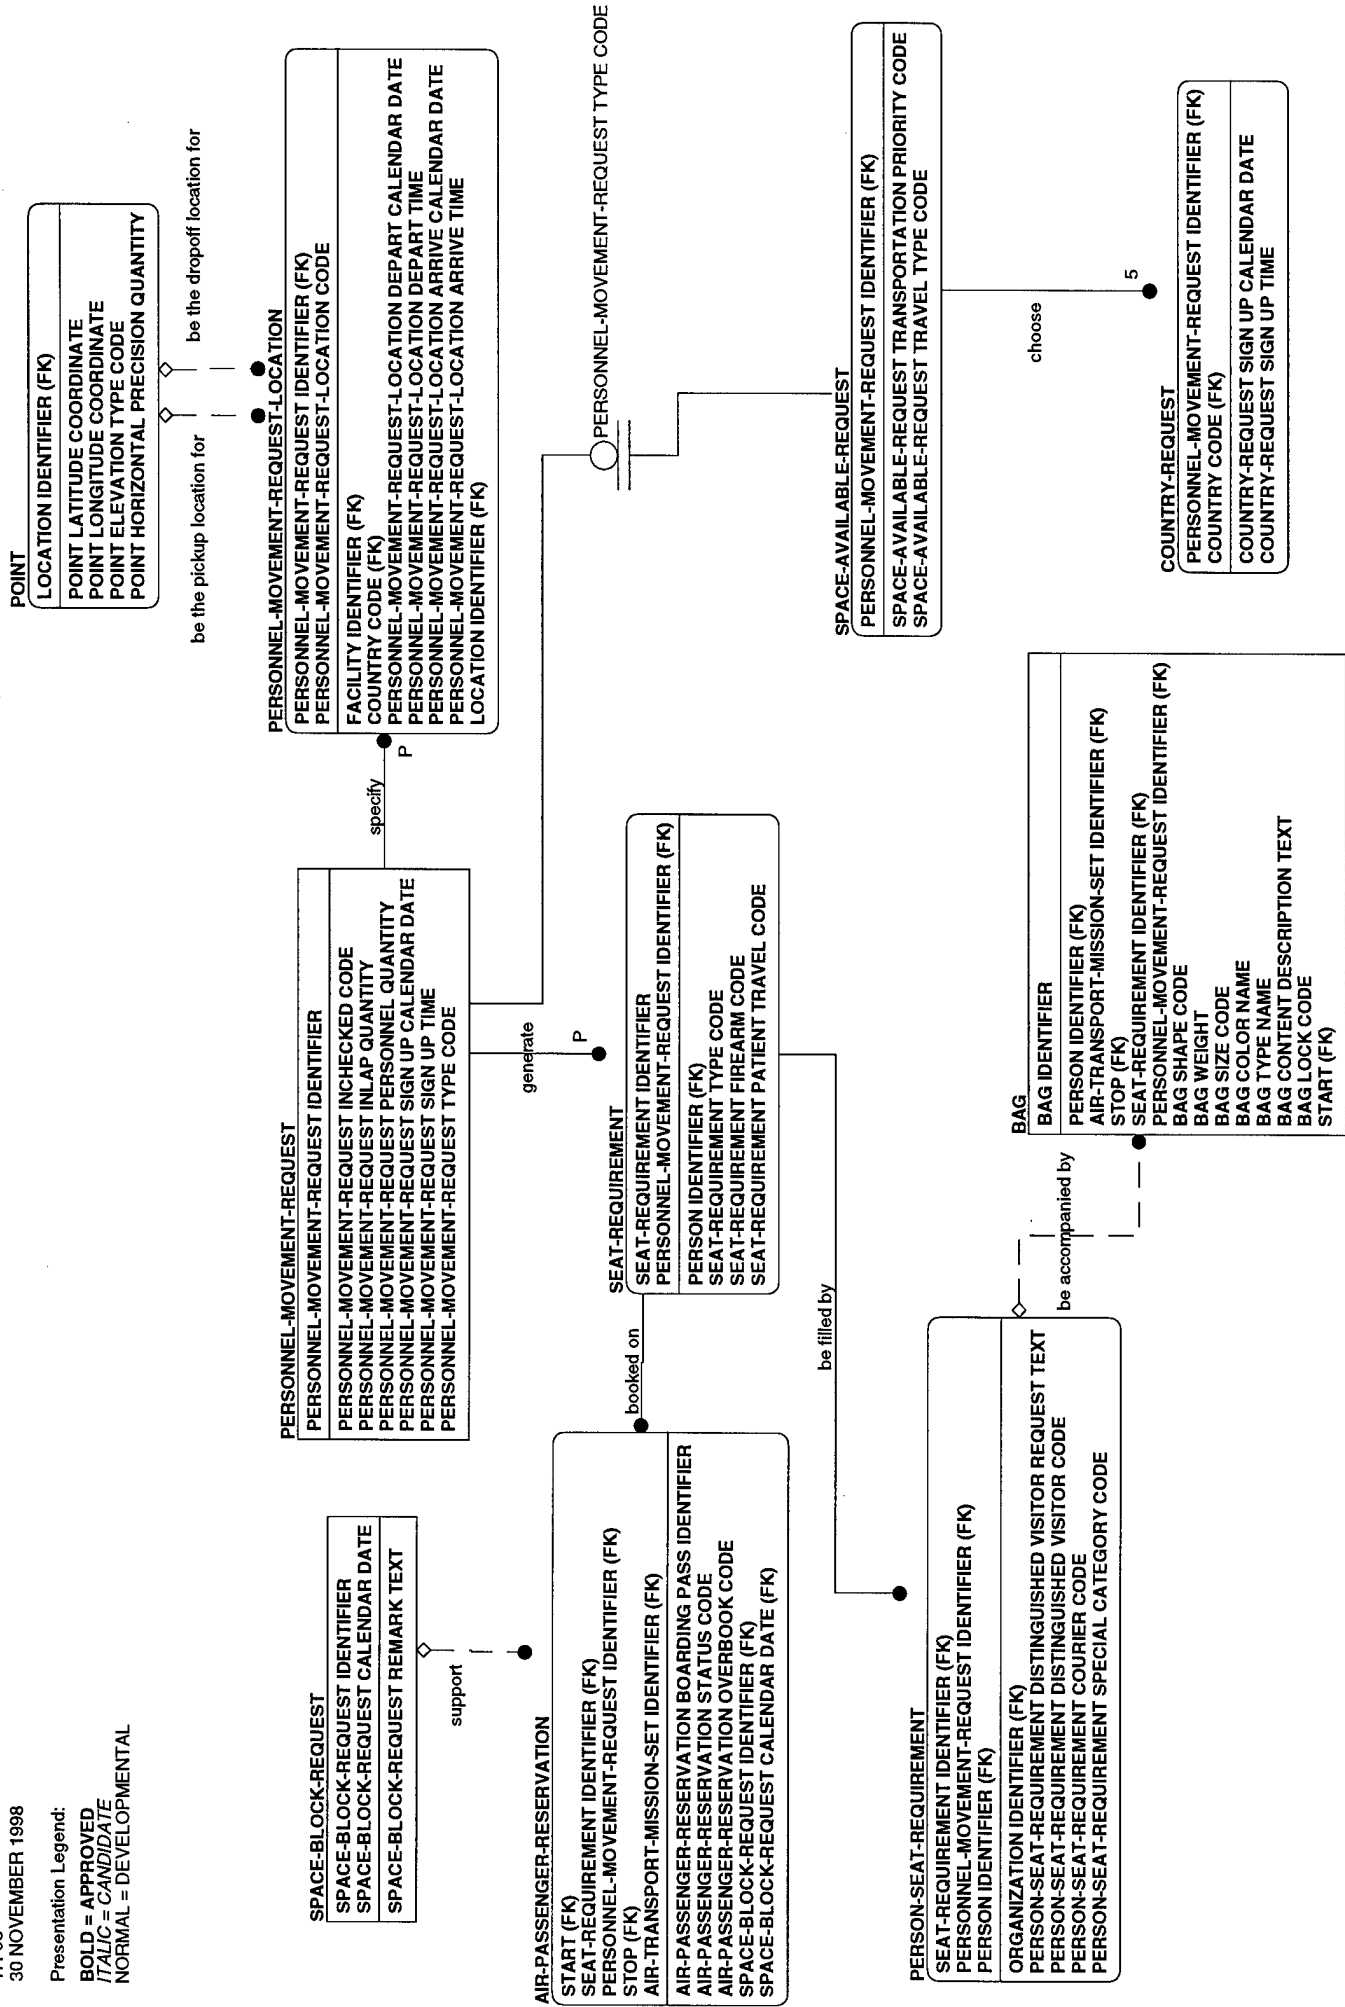 30 NOVEMBER 1998
Presentation Legend:
BOLD = APPROVED
ITALIC = CANDIDATE
NORMAL = DEVELOPMENTAL
POINT
LOCATION IDENTIFIER (FK)
POINT LATITUDE COORDINATE
POINT LONGITUDE COORDINATE
POINT ELEVATION TYPE CODE
POINT HORIZONTAL PRECISION QUANTITY
be the pickup location for
be the dropoff location for
SPACE-BLOCK-REQUEST
SPACE-BLOCK-REQUEST IDENTIFIER
SPACE-BLOCK-REQUEST CALENDAR DATE
SPACE-BLOCK-REQUEST REMARK TEXT
support
PERSONNEL-MOVEMENT-REQUEST
PERSONNEL-MOVEMENT-REQUEST IDENTIFIER
PERSONNEL-MOVEMENT-REQUEST INCHECKED CODE
PERSONNEL-MOVEMENT-REQUEST INLAP QUANTITY
PERSONNEL-MOVEMENT-REQUEST PERSONNEL QUANTITY
PERSONNEL-MOVEMENT-REQUEST SIGN UP CALENDAR DATE
PERSONNEL-MOVEMENT-REQUEST SIGN UP TIME
PERSONNEL-MOVEMENT-REQUEST TYPE CODE
specify
P
PERSONNEL-MOVEMENT-REQUEST-LOCATION
PERSONNEL-MOVEMENT-REQUEST IDENTIFIER (FK)
PERSONNEL-MOVEMENT-REQUEST-LOCATION CODE
FACILITY IDENTIFIER (FK)
COUNTRY CODE (FK)
PERSONNEL-MOVEMENT-REQUEST-LOCATION DEPART CALENDAR DATE
PERSONNEL-MOVEMENT-REQUEST-LOCATION DEPART TIME
PERSONNEL-MOVEMENT-REQUEST-LOCATION ARRIVE CALENDAR DATE
PERSONNEL-MOVEMENT-REQUEST-LOCATION ARRIVE TIME
LOCATION IDENTIFIER (FK)
generate
P
PERSONNEL-MOVEMENT-REQUEST TYPE CODE
AIR-PASSENGER-RESERVATION
START (FK)
SEAT-REQUIREMENT IDENTIFIER (FK)
PERSONNEL-MOVEMENT-REQUEST IDENTIFIER (FK)
STOP (FK)
AIR-TRANSPORT-MISSION-SET IDENTIFIER (FK)
AIR-PASSENGER-RESERVATION BOARDING PASS IDENTIFIER
AIR-PASSENGER-RESERVATION STATUS CODE
AIR-PASSENGER-RESERVATION OVERBOOK CODE
SPACE-BLOCK-REQUEST IDENTIFIER (FK)
SPACE-BLOCK-REQUEST CALENDAR DATE (FK)
booked on
SEAT-REQUIREMENT
SEAT-REQUIREMENT IDENTIFIER
PERSONNEL-MOVEMENT-REQUEST IDENTIFIER (FK)
PERSON IDENTIFIER (FK)
SEAT-REQUIREMENT TYPE CODE
SEAT-REQUIREMENT FIREARM CODE
SEAT-REQUIREMENT PATIENT TRAVEL CODE
be filled by
SPACE-AVAILABLE-REQUEST
PERSONNEL-MOVEMENT-REQUEST IDENTIFIER (FK)
SPACE-AVAILABLE-REQUEST TRANSPORTATION PRIORITY CODE
SPACE-AVAILABLE-REQUEST TRAVEL TYPE CODE
choose
5
PERSON-SEAT-REQUIREMENT
SEAT-REQUIREMENT IDENTIFIER (FK)
PERSONNEL-MOVEMENT-REQUEST IDENTIFIER (FK)
PERSON IDENTIFIER (FK)
ORGANIZATION IDENTIFIER (FK)
PERSON-SEAT-REQUIREMENT DISTINGUISHED VISITOR REQUEST TEXT
PERSON-SEAT-REQUIREMENT DISTINGUISHED VISITOR CODE
PERSON-SEAT-REQUIREMENT COURIER CODE
PERSON-SEAT-REQUIREMENT SPECIAL CATEGORY CODE
be accompanied by
BAG
BAG IDENTIFIER
PERSON IDENTIFIER (FK)
AIR-TRANSPORT-MISSION-SET IDENTIFIER (FK)
STOP (FK)
SEAT-REQUIREMENT IDENTIFIER (FK)
PERSONNEL-MOVEMENT-REQUEST IDENTIFIER (FK)
BAG SHAPE CODE
BAG WEIGHT
BAG SIZE CODE
BAG COLOR NAME
BAG TYPE NAME
BAG CONTENT DESCRIPTION TEXT
BAG LOCK CODE
START (FK)
COUNTRY-REQUEST
PERSONNEL-MOVEMENT-REQUEST IDENTIFIER (FK)
COUNTRY CODE (FK)
COUNTRY-REQUEST SIGN UP CALENDAR DATE
COUNTRY-REQUEST SIGN UP TIME